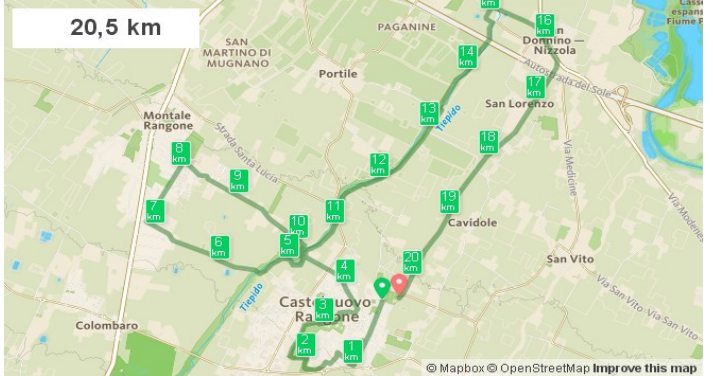 20,5 km
SAN
MARTINO DI
MUGNANO
PAGANINE
Portile
Montale
Rangone
Strada Santa Lucia
Tiepido
16
km
Donnino —
Nizzola
14
km
Autostrada del Sole
17
km
San Lorenzo
13
km
Tiepido
18
km
Via Medicine
8
km
9
km
12
km
7
km
11
km
19
km
Cavidole
10
km
6
km
5
km
4
km
20
km
San Vito
Via Modenes
Via San Vito
Via San Vito
Tiepido
3
km
Rangone
Colombaro
2
km
1
km
© Mapbox © OpenStreetMap Improve this map